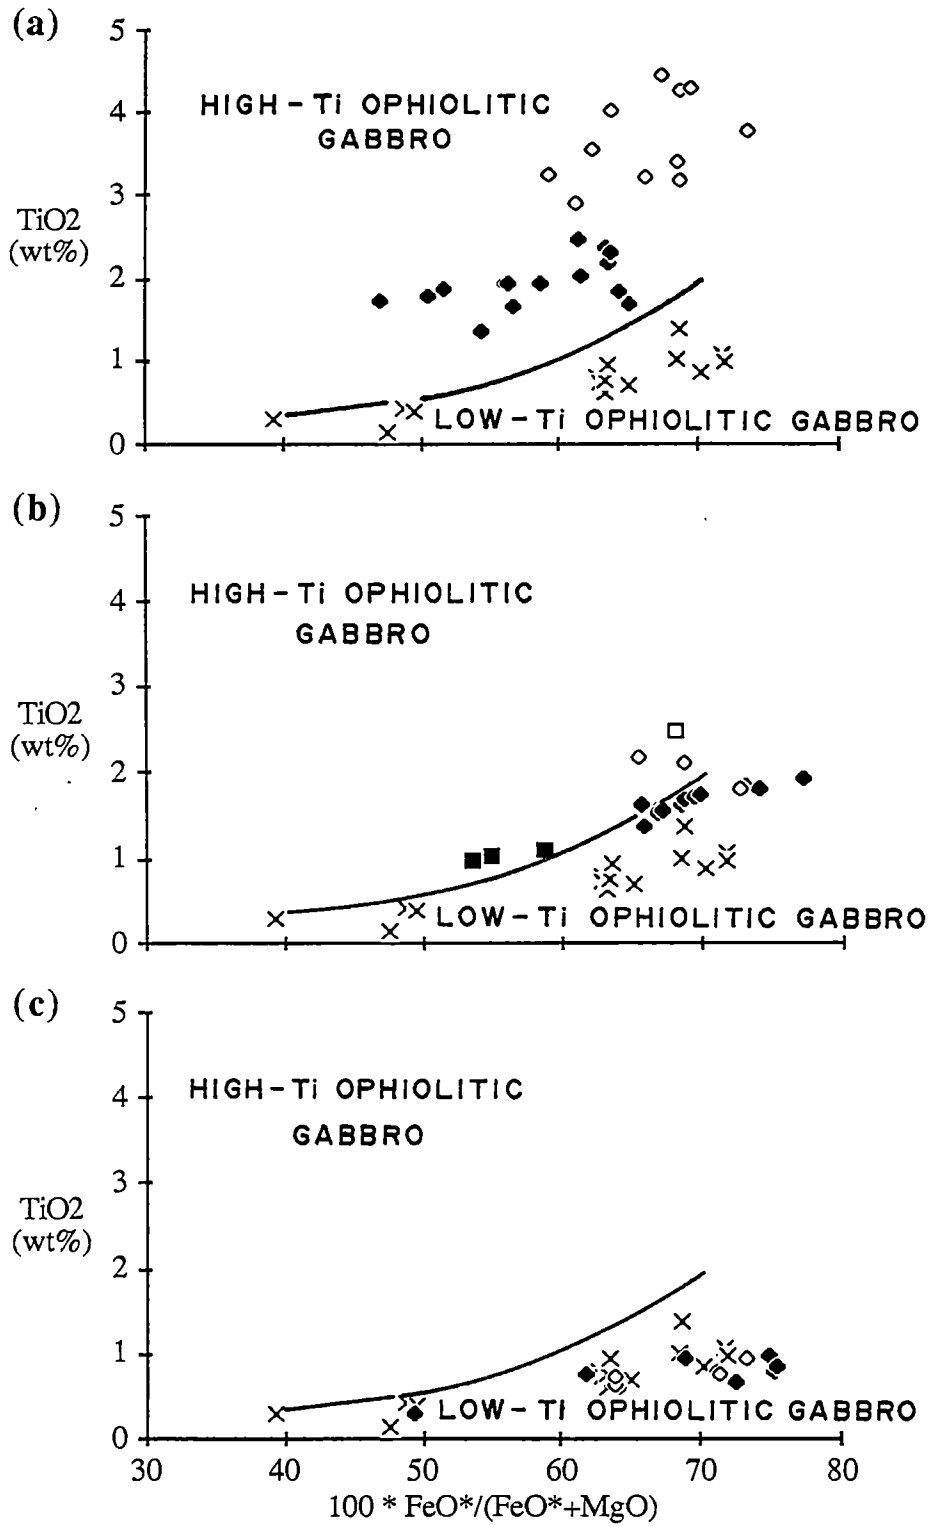 (a)
5
4
3
2
1
0
TiO2
(wt%)
HIGH-Ti OPHIOLITIC
GABBRO
LOW-Ti OPHIOLITIC GABBRO
(b)
5
4
3
2
1
0
TiO2
(wt%)
HIGH-Ti OPHIOLITIC
GABBRO
LOW-Ti OPHIOLITIC GABBRO
(c)
5
4
3
2
1
0
TiO2
(wt%)
HIGH-Ti OPHIOLITIC
GABBRO
LOW-Ti OPHIOLITIC GABBRO
30 40 50 60 70 80
100 * FeO*/(FeO*+MgO)